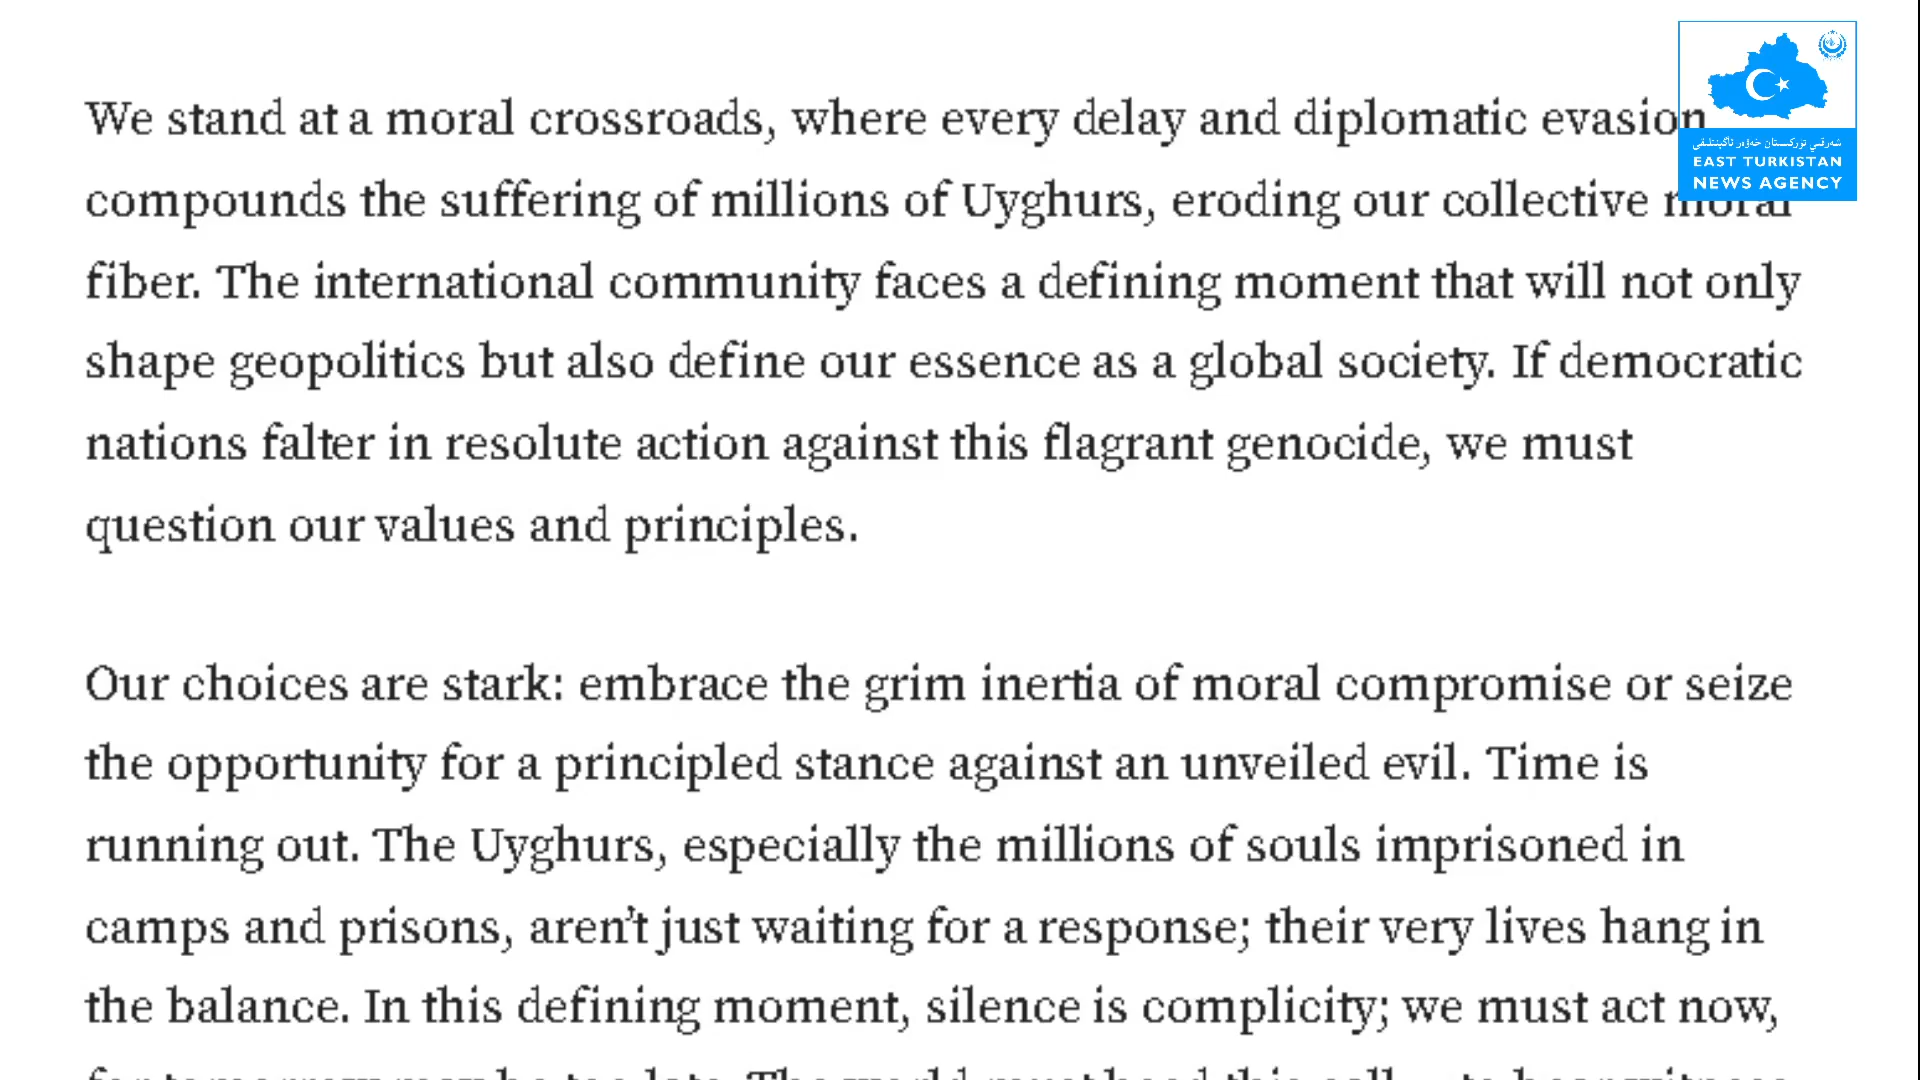 We stand at a moral crossroads, where every delay and diplomatic evasion
compounds the suffering of millions of Uyghurs, eroding our collective moral
fiber. The international community faces a defining moment that will not only
shape geopolitics but also define our essence as a global society. If democratic
nations falter in resolute action against this flagrant genocide, we must
question our values and principles.
Our choices are stark: embrace the grim inertia of moral compromise or seize
the opportunity for a principled stance against an unveiled evil. Time is
running out. The Uyghurs, especially the millions of souls imprisoned in
camps and prisons, aren’t just waiting for a response; their very lives hang in
the balance. In this defining moment, silence is complicity; we must act now,
شەرقىي تۈركىستان خەۋەر ئاگېنتلىقى
EAST TURKISTAN
NEWS AGENCY